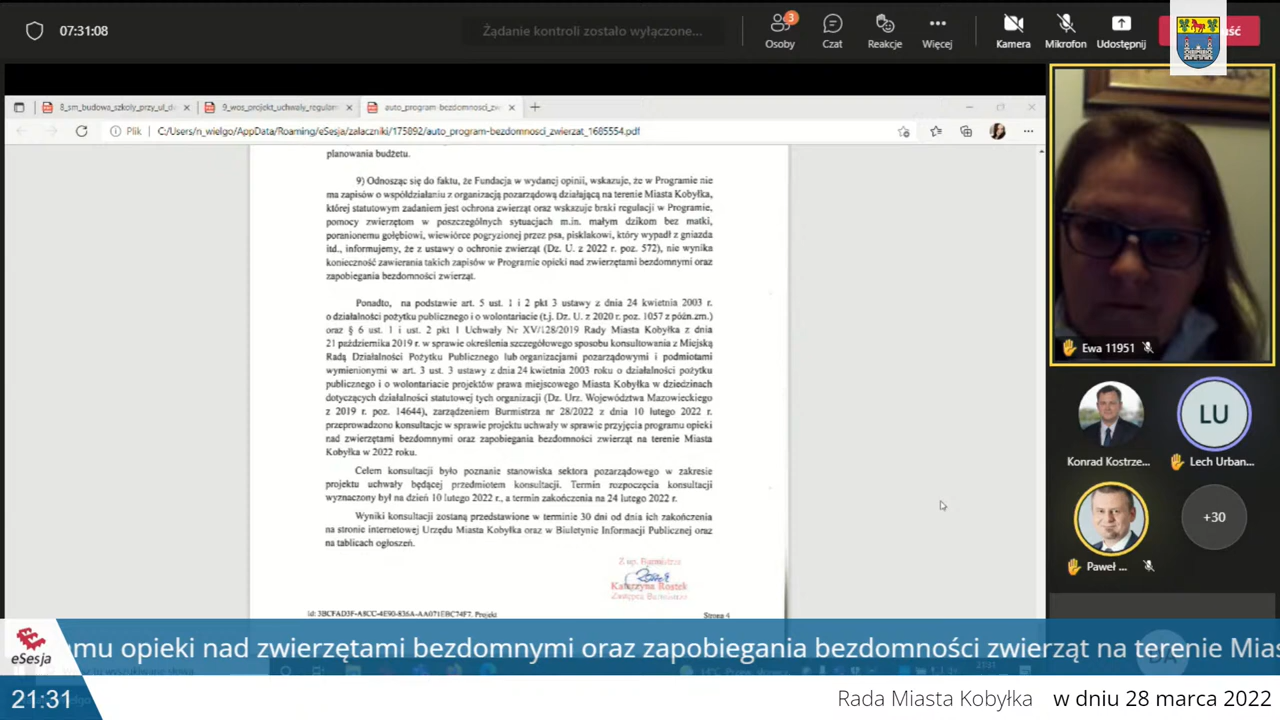 07:31:08
Żądanie kontroli zostało wyłączone...
3
Osoby
Czat
Reakcje
Więcej
Kamera
Mikrofon
Udostępnij
8_sm_budowa_szkoly_przy_ul_d
9_wos_projekt_uchwaly_regulam
auto_program-bezdomnosci_zw
Plik
C:/Users/n_wielgo/AppData/Roaming/eSesja/zalaczniki/175892/auto_program-bezdomnosci_zwierzat_1685554.pdf
planowania budżetu.
9) Odnosząc się do faktu, że Fundacja w wydanej opinii, wskazuje, że w Programie nie
ma zapisów o współdziałaniu z organizacją pozarządową działającą na terenie Miasta Kobyłka,
której statutowym zadaniem jest ochrona zwierząt oraz wskazuje braki regulacji w Programie,
pomocy zwierzętom w poszczególnych sytuacjach m.in. małym dzikom bez matki,
poranionemu gołębiowi, wiewiórce pogryzionej przez psa, pisklakowi, który wypadł z gniazda
itd., informujemy, że z ustawy o ochronie zwierząt (Dz. U. z 2022 r. poz. 572), nie wynika
konieczność zawierania takich zapisów w Programie opieki nad zwierzętami bezdomnymi oraz
zapobiegania bezdomności zwierząt.
Ponadto, na podstawie art. 5 ust. 1 i 2 pkt 3 ustawy z dnia 24 kwietnia 2003 r.
o działalności pożytku publicznego i o wolontariacie (t.j. Dz. U. z 2020 r. poz. 1057 z późn.zm.)
oraz § 6 ust. 1 i ust. 2 pkt 1 Uchwały Nr XV/128/2019 Rady Miasta Kobyłka z dnia
21 października 2019 r. w sprawie określenia szczegółowego sposobu konsultowania z Miejską
Radą Działalności Pożytku Publicznego lub organizacjami pozarządowymi i podmiotami
wymienionymi w art. 3 ust. 3 ustawy z dnia 24 kwietnia 2003 roku o działalności pożytku
publicznego i o wolontariacie projektów prawa miejscowego Miasta Kobyłka w dziedzinach
dotyczących działalności statutowej tych organizacji (Dz. Urz. Województwa Mazowieckiego
z 2019 r. poz. 14644), zarządzeniem Burmistrza nr 28/2022 z dnia 10 lutego 2022 r.
przeprowadzono konsultacje w sprawie projektu uchwały w sprawie przyjęcia programu opieki
nad zwierzętami bezdomnymi oraz zapobiegania bezdomności zwierząt na terenie Miasta
Kobyłka w 2022 roku.
Celem konsultacji było poznanie stanowiska sektora pozarządowego w zakresie
projektu uchwały będącej przedmiotem konsultacji. Termin rozpoczęcia konsultacji
wyznaczony był na dzień 10 lutego 2022 r., a termin zakończenia na 24 lutego 2022 r.
Wyniki konsultacji zostaną przedstawione w terminie 30 dni od dnia ich zakończenia
na stronie internetowej Urzędu Miasta Kobyłka oraz w Biuletynie Informacji Publicznej oraz
na tablicach ogłoszeń.
Z up. Burmistrza
Katarzyna Rostek
Zastępca Burmistrza
Projekt
Strona 4
Ewa 11951
Konrad Kostrze...
LU
Lech Urban...
Paweł ...
+30
eSesja
mu opieki nad zwierzętami bezdomnymi oraz zapobiegania bezdomności zwierząt na terenie Mias
21:31
Rada Miasta Kobyłka w dniu 28 marca 2022